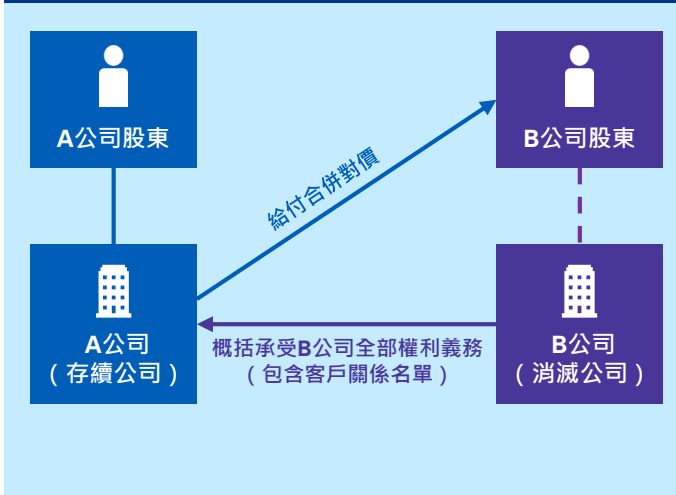 A公司股東
B公司股東
給付合併對價
A公司
（存續公司）
概括承受B公司全部權利義務
（包含客戶關係名單）
B公司
（消滅公司）